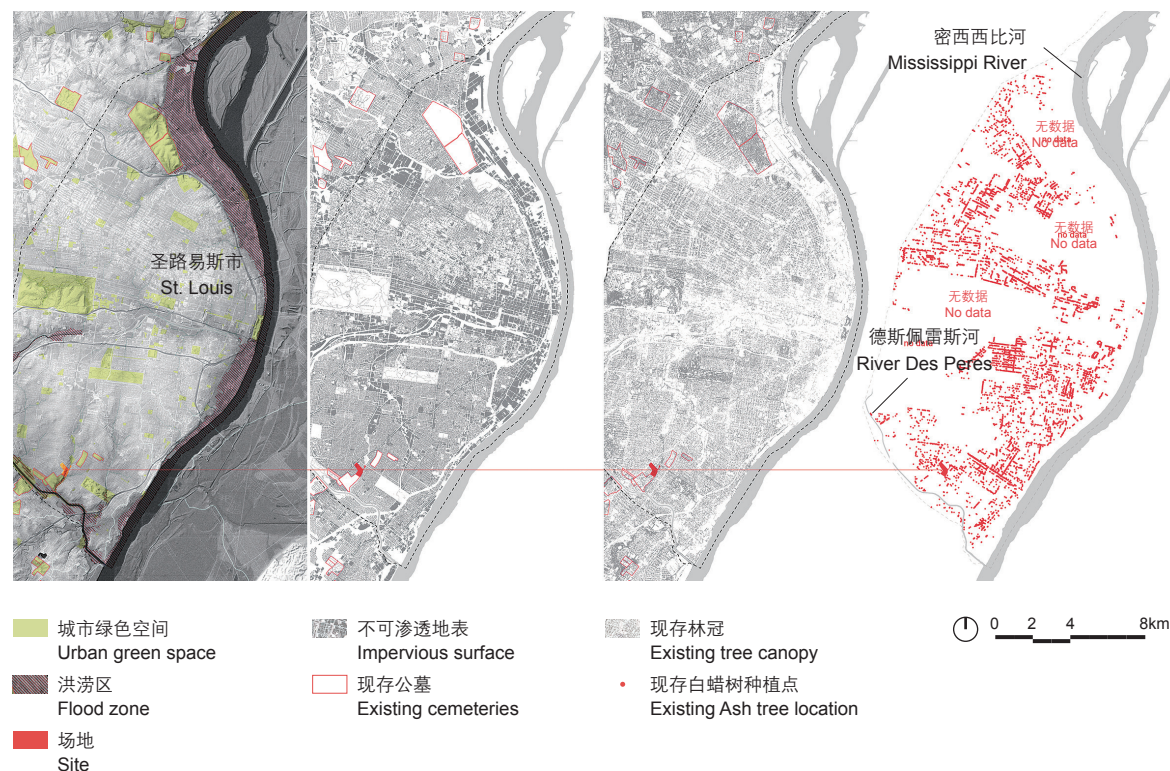 密西西比河
Mississippi River
无数据
no data
No data
无数据
no data
No data
圣路易斯市
St. Louis
无数据
No data
德斯佩雷斯河
no data
River Des Peres
城市绿色空间
Urban green space
洪涝区
Flood zone
场地
Site
不可渗透地表
Impervious surface
现存公墓
Existing cemeteries
现存林冠
Existing tree canopy
现存白蜡树种植点
Existing Ash tree location
0 2 4 8km